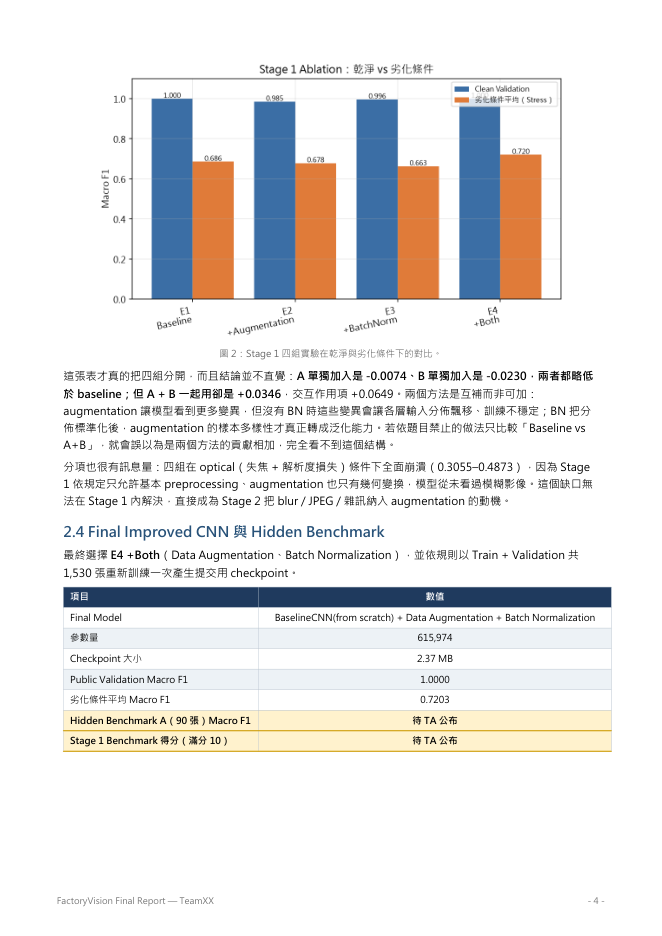 Stage 1 Ablation：乾淨 vs 劣化條件
Clean Validation
劣化條件平均（Stress）
Macro F1
1.0
0.8
0.6
0.4
0.2
0.0
1.000
0.686
0.985
0.678
0.996
0.663
0.720
E1
Baseline
E2
+Augmentation
E3
+BatchNorm
E4
+Both
圖 2：Stage 1 四組實驗在乾淨與劣化條件下的對比。
這張表才真的把四組分開，而且結論並不直覺：A 單獨加入是 -0.0074、B 單獨加入是 -0.0230，兩者都略低
於 baseline；但 A + B 一起用卻是 +0.0346，交互作用項 +0.0649。兩個方法是互補而非可加：
augmentation 讓模型看到更多變異，但沒有 BN 時這些變異會讓各層輸入分佈飄移、訓練不穩定；BN 把分
佈標準化後，augmentation 的樣本多樣性才真正轉成泛化能力。若依題目禁止的做法只比較「Baseline vs
A+B」，就會誤以為是兩個方法的貢獻相加，完全看不到這個結構。
分項也很有訊息量：四組在 optical（失焦 + 解析度損失）條件下全面崩潰（0.3055–0.4873），因為 Stage
1 依規定只允許基本 preprocessing、augmentation 也只有幾何變換，模型從未看過模糊影像。這個缺口無
法在 Stage 1 內解決，直接成為 Stage 2 把 blur / JPEG / 雜訊納入 augmentation 的動機。
2.4 Final Improved CNN 與 Hidden Benchmark
最終選擇 E4 +Both（Data Augmentation、Batch Normalization），並依規則以 Train + Validation 共
1,530 張重新訓練一次產生提交用 checkpoint。
項目 數值
Final Model BaselineCNN(from scratch) + Data Augmentation + Batch Normalization
參數量 615,974
Checkpoint 大小 2.37 MB
Public Validation Macro F1 1.0000
劣化條件平均 Macro F1 0.7203
Hidden Benchmark A（90 張）Macro F1 待 TA 公布
Stage 1 Benchmark 得分（滿分 10） 待 TA 公布
FactoryVision Final Report — TeamXX - 4 -